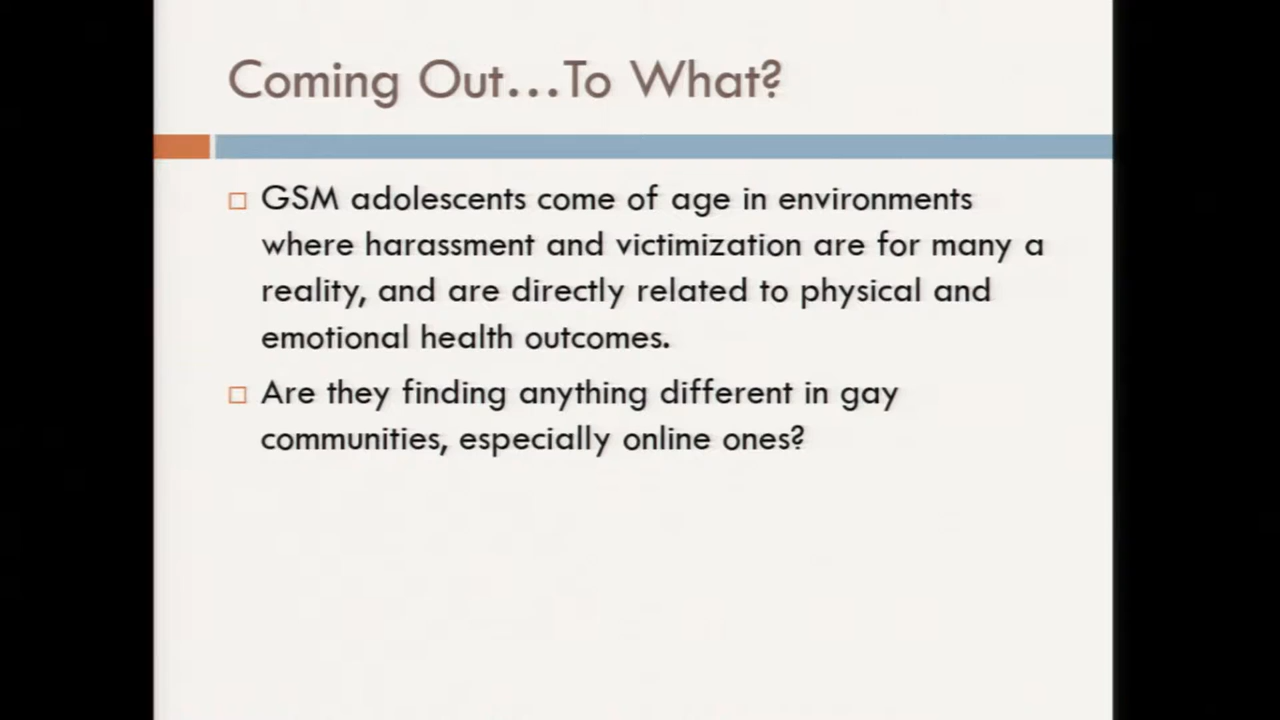 Coming Out...To What?
GSM adolescents come of age in environments
where harassment and victimization are for many a
reality, and are directly related to physical and
emotional health outcomes.
Are they finding anything different in gay
communities, especially online ones?